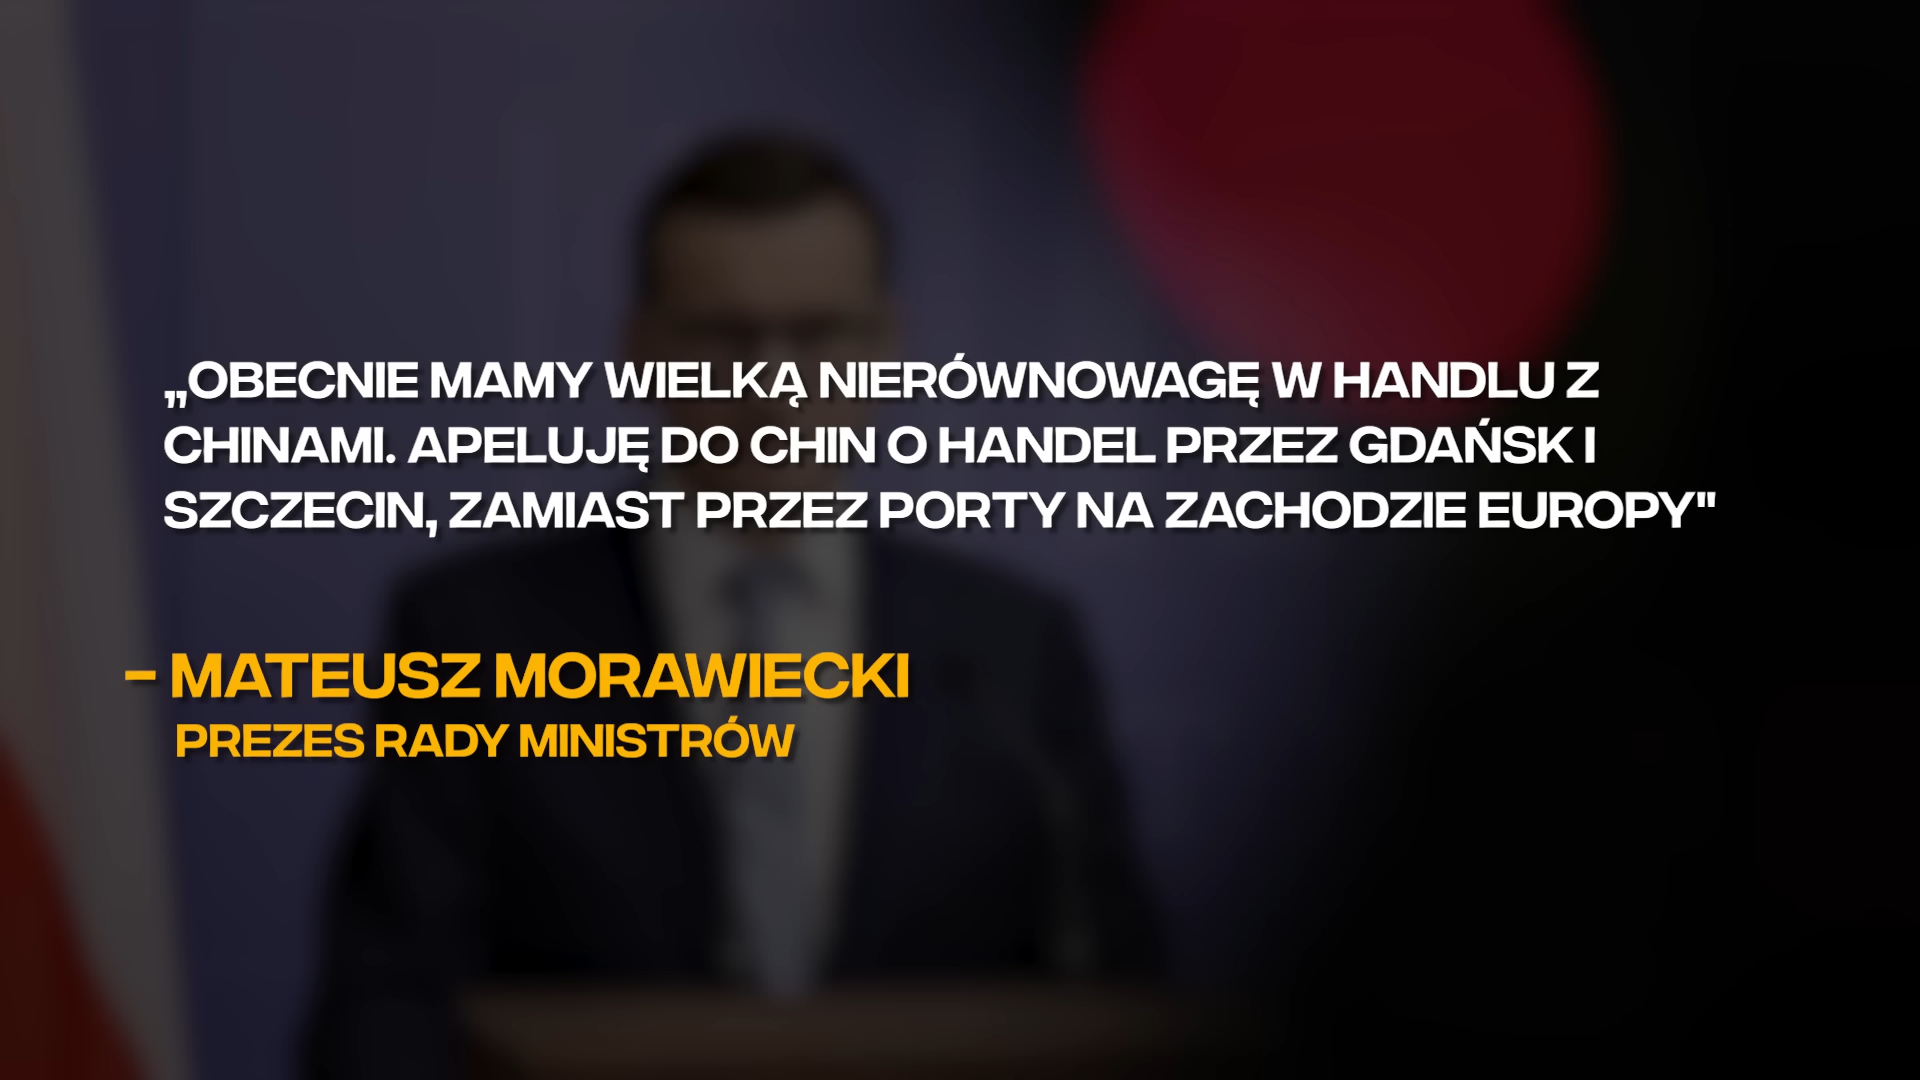 „OBECNIE MAMY WIELKĄ NIERÓWNOWAGĘ W HANDLU Z
CHINAMI. APELUJĘ DO CHIN O HANDEL PRZEZ GDAŃSK I
SZCZECIN, ZAMIAST PRZEZ PORTY NA ZACHODZIE EUROPY"
– MATEUSZ MORAWIECKI
PREZES RADY MINISTRÓW